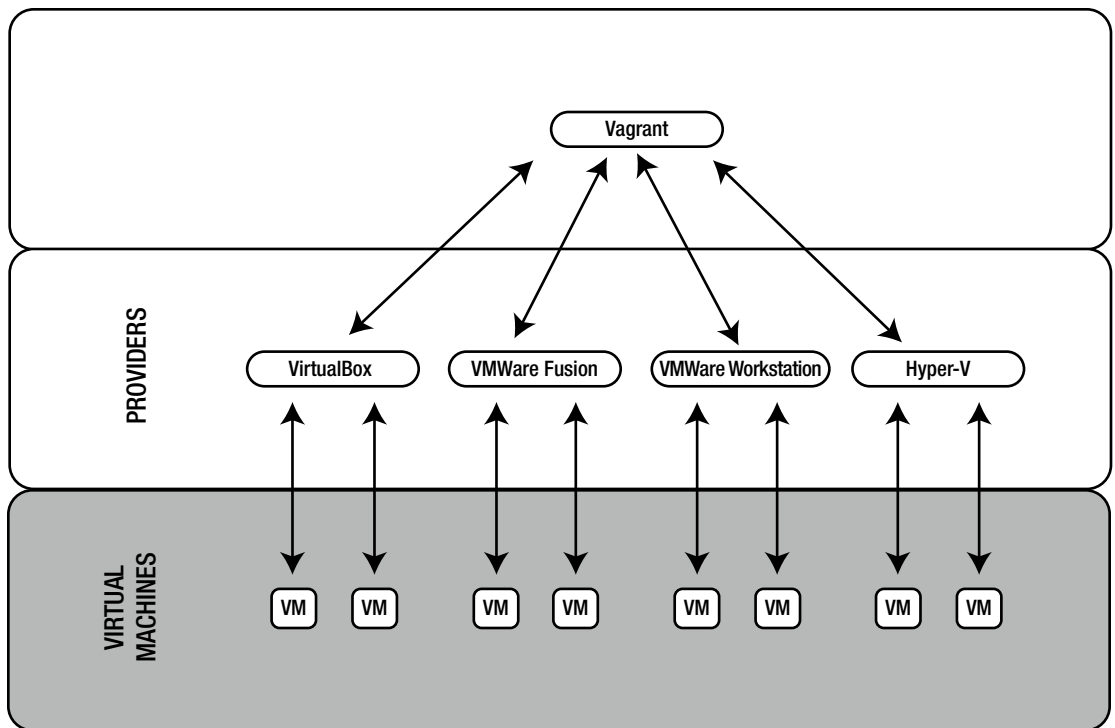 Vagrant
PROVIDERS
VirtualBox
VMWare Fusion
VMWare Workstation
Hyper-V
VIRTUAL
MACHINES
VM
VM
VM
VM
VM
VM
VM
VM